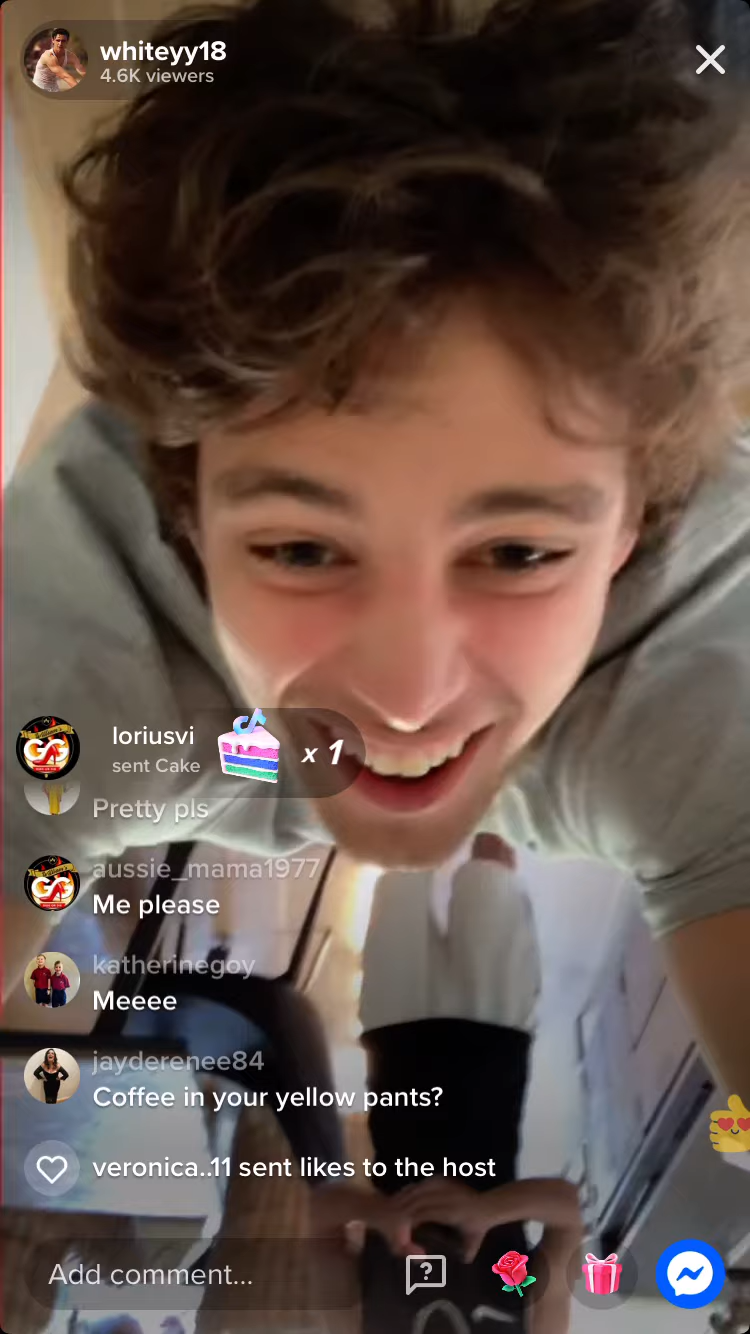 whiteyy18
4.6K viewers
loriusvi
sent Cake
x 1
Pretty pls
aussie_mama1977
Me please
katherinegoy
Meeee
jayderenee84
Coffee in your yellow pants?
veronica..11 sent likes to the host
Add comment...
?